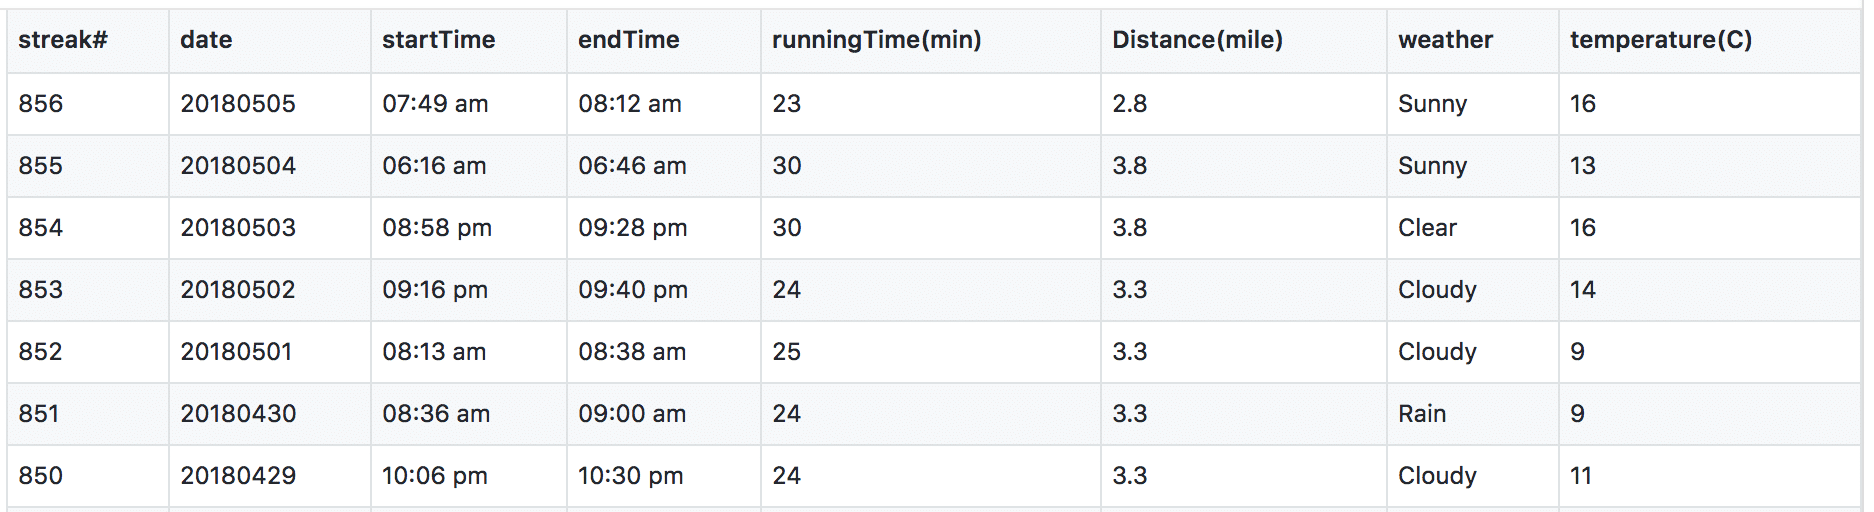 streak# date startTime endTime runningTime(min) Distance(mile) weather temperature(C)
856 20180505 07:49 am 08:12 am 23 2.8 Sunny 16
855 20180504 06:16 am 06:46 am 30 3.8 Sunny 13
854 20180503 08:58 pm 09:28 pm 30 3.8 Clear 16
853 20180502 09:16 pm 09:40 pm 24 3.3 Cloudy 14
852 20180501 08:13 am 08:38 am 25 3.3 Cloudy 9
851 20180430 08:36 am 09:00 am 24 3.3 Rain 9
850 20180429 10:06 pm 10:30 pm 24 3.3 Cloudy 11